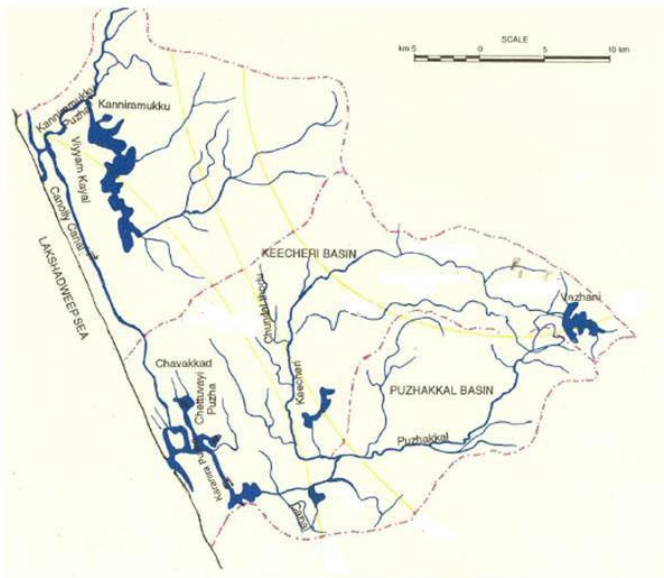 SCALE
km 5 0 5 10 km
Kanniramukku
Kanniramukku
Puzha
Viyyam Kayal
Canolly Canal
LAKSHADWEEP SEA
KEECHERI BASIN
Vazhani
Chavakkad
Chettuvayi
Puzha
Keecheri
PUZHAKKAL BASIN
Puzhakkal
Canal